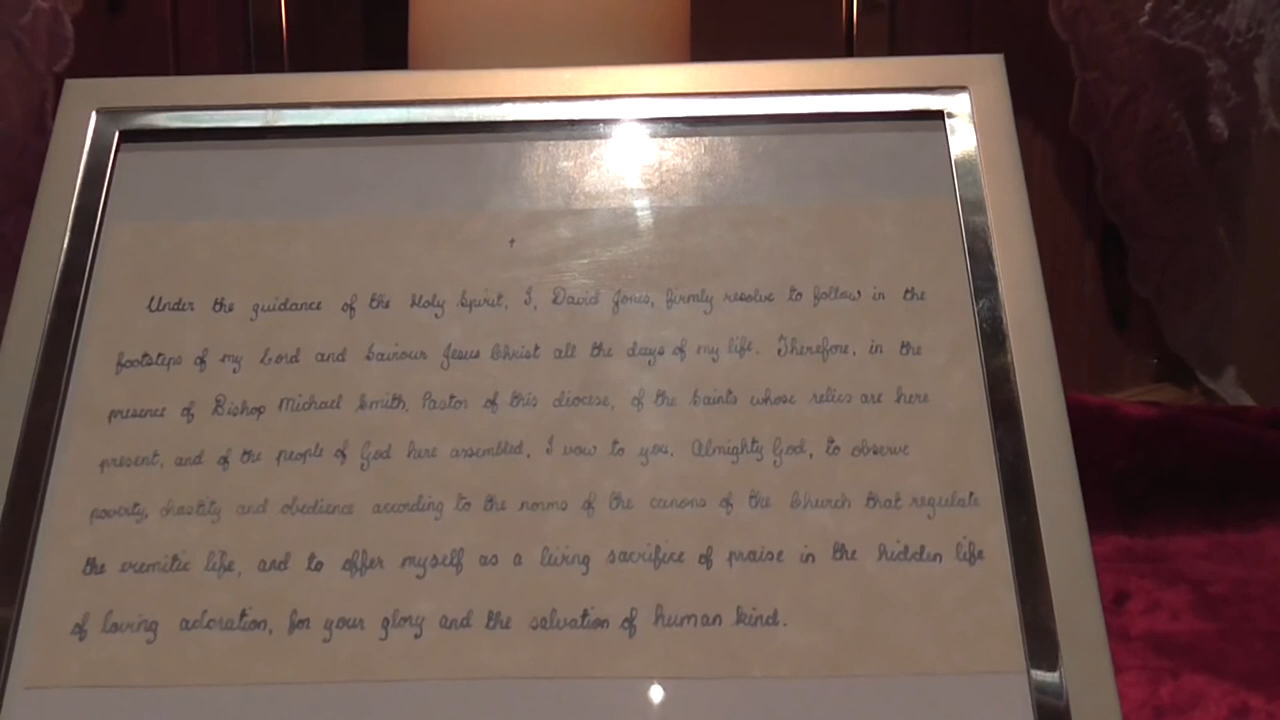 †
Under the guidance of the Holy Spirit, I, David Jones, firmly resolve to follow in the
footsteps of my Lord and Saviour Jesus Christ all the days of my life. Therefore, in the
presence of Bishop Michael Smith, Pastor of this diocese, of the Saints whose relics are here
present, and of the people of God here assembled, I vow to you, Almighty God, to observe
poverty, chastity and obedience according to the norms of the canons of the Church that regulate
the eremitic life, and to offer myself as a living sacrifice of praise in the hidden life
of loving adoration, for your glory and the salvation of human kind.